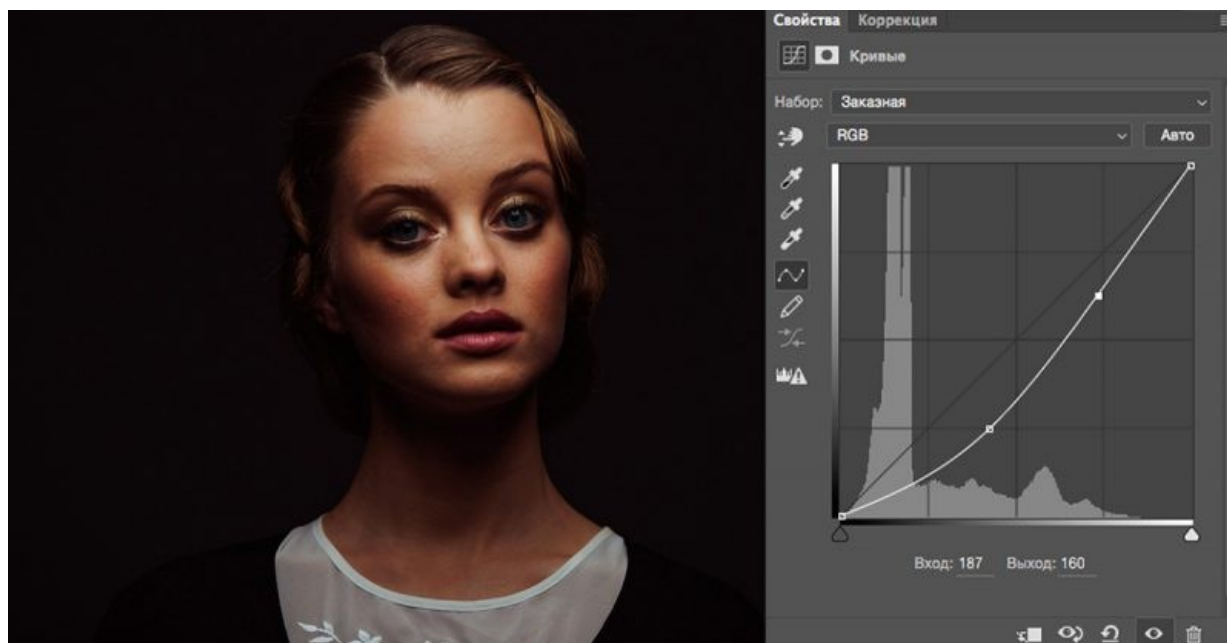 Свойства Коррекция
Кривые
Набор: Заказная
RGB Авто
Вход: 187 Выход: 160